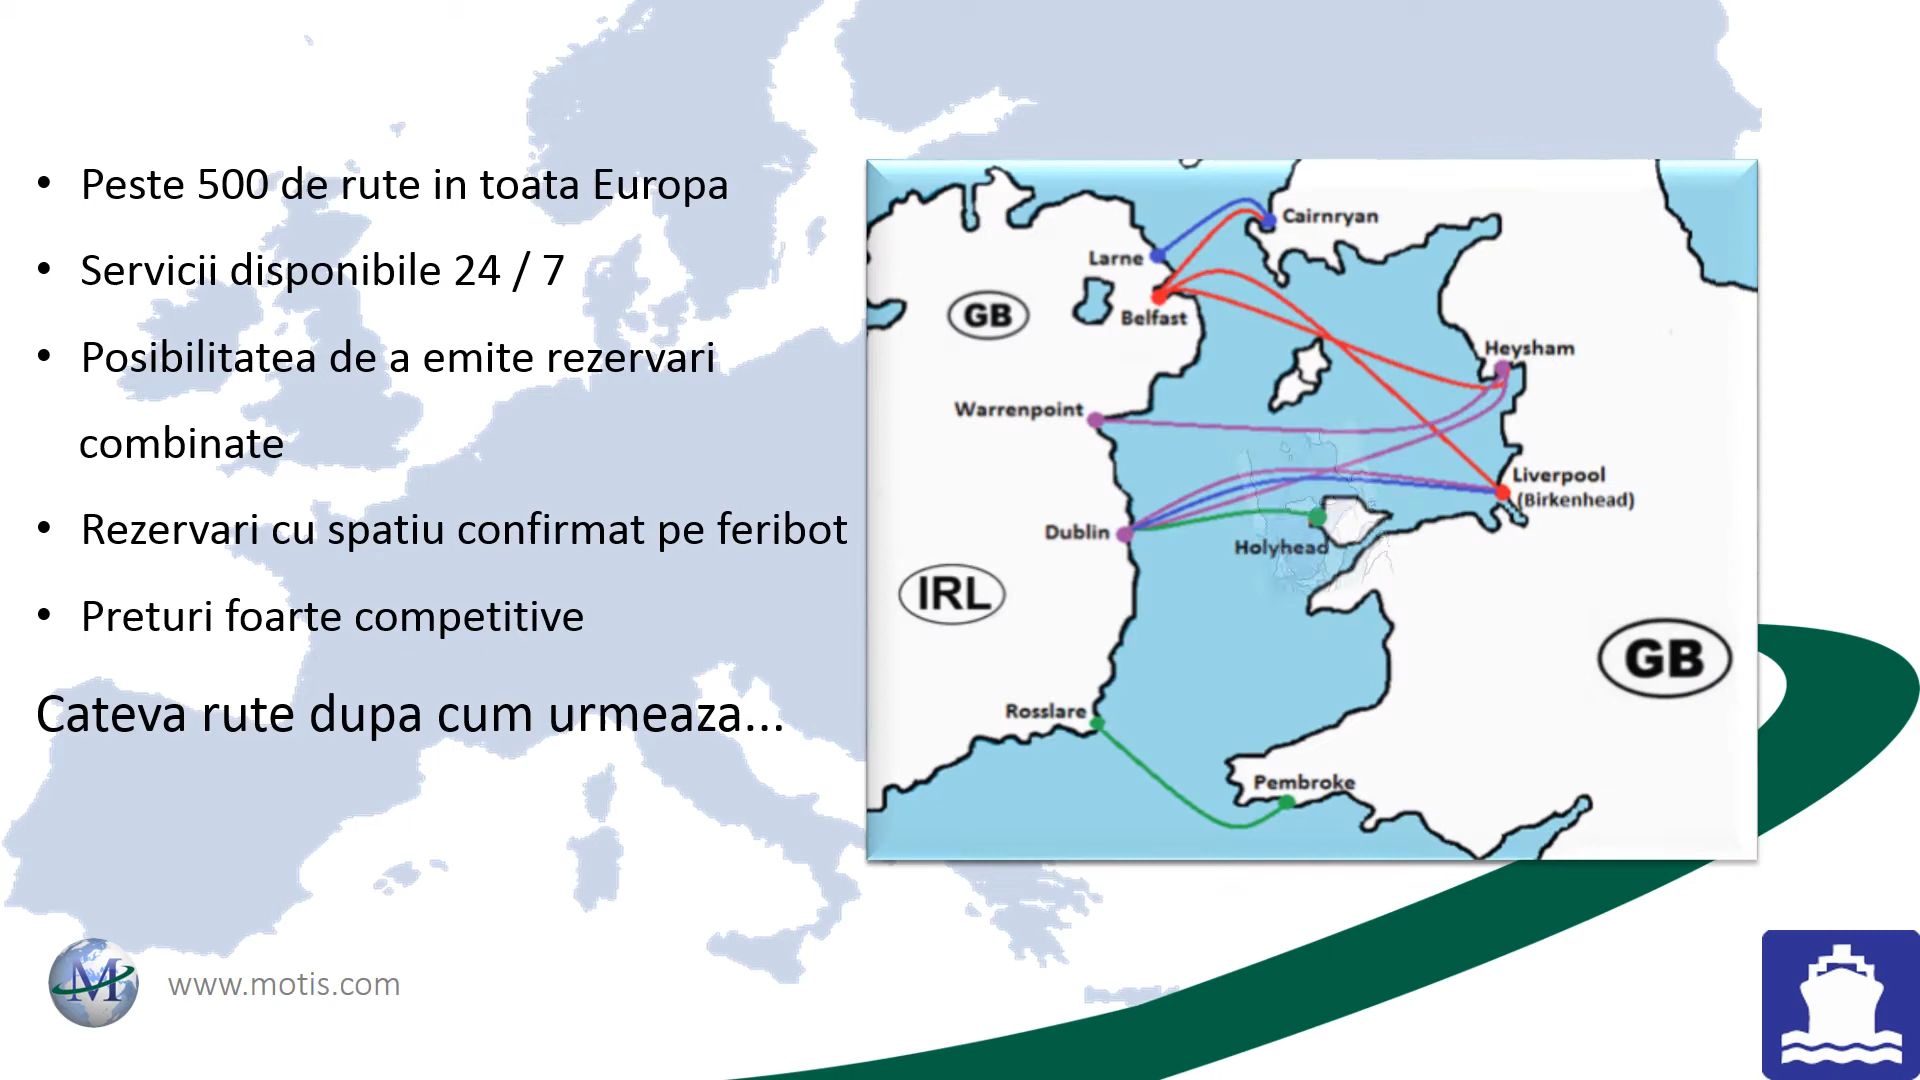 • Peste 500 de rute in toata Europa
• Servicii disponibile 24 / 7
• Posibilitatea de a emite rezervari
combinate
• Rezervari cu spatiu confirmat pe feribot
• Preturi foarte competitive
Cateva rute dupa cum urmeaza...
Cairnryan
Larne
GB
Belfast
Heysham
Warrenpoint
Liverpool
(Birkenhead)
Dublin
Holyhead
IRL
GB
Rosslare
Pembroke
M
www.motis.com